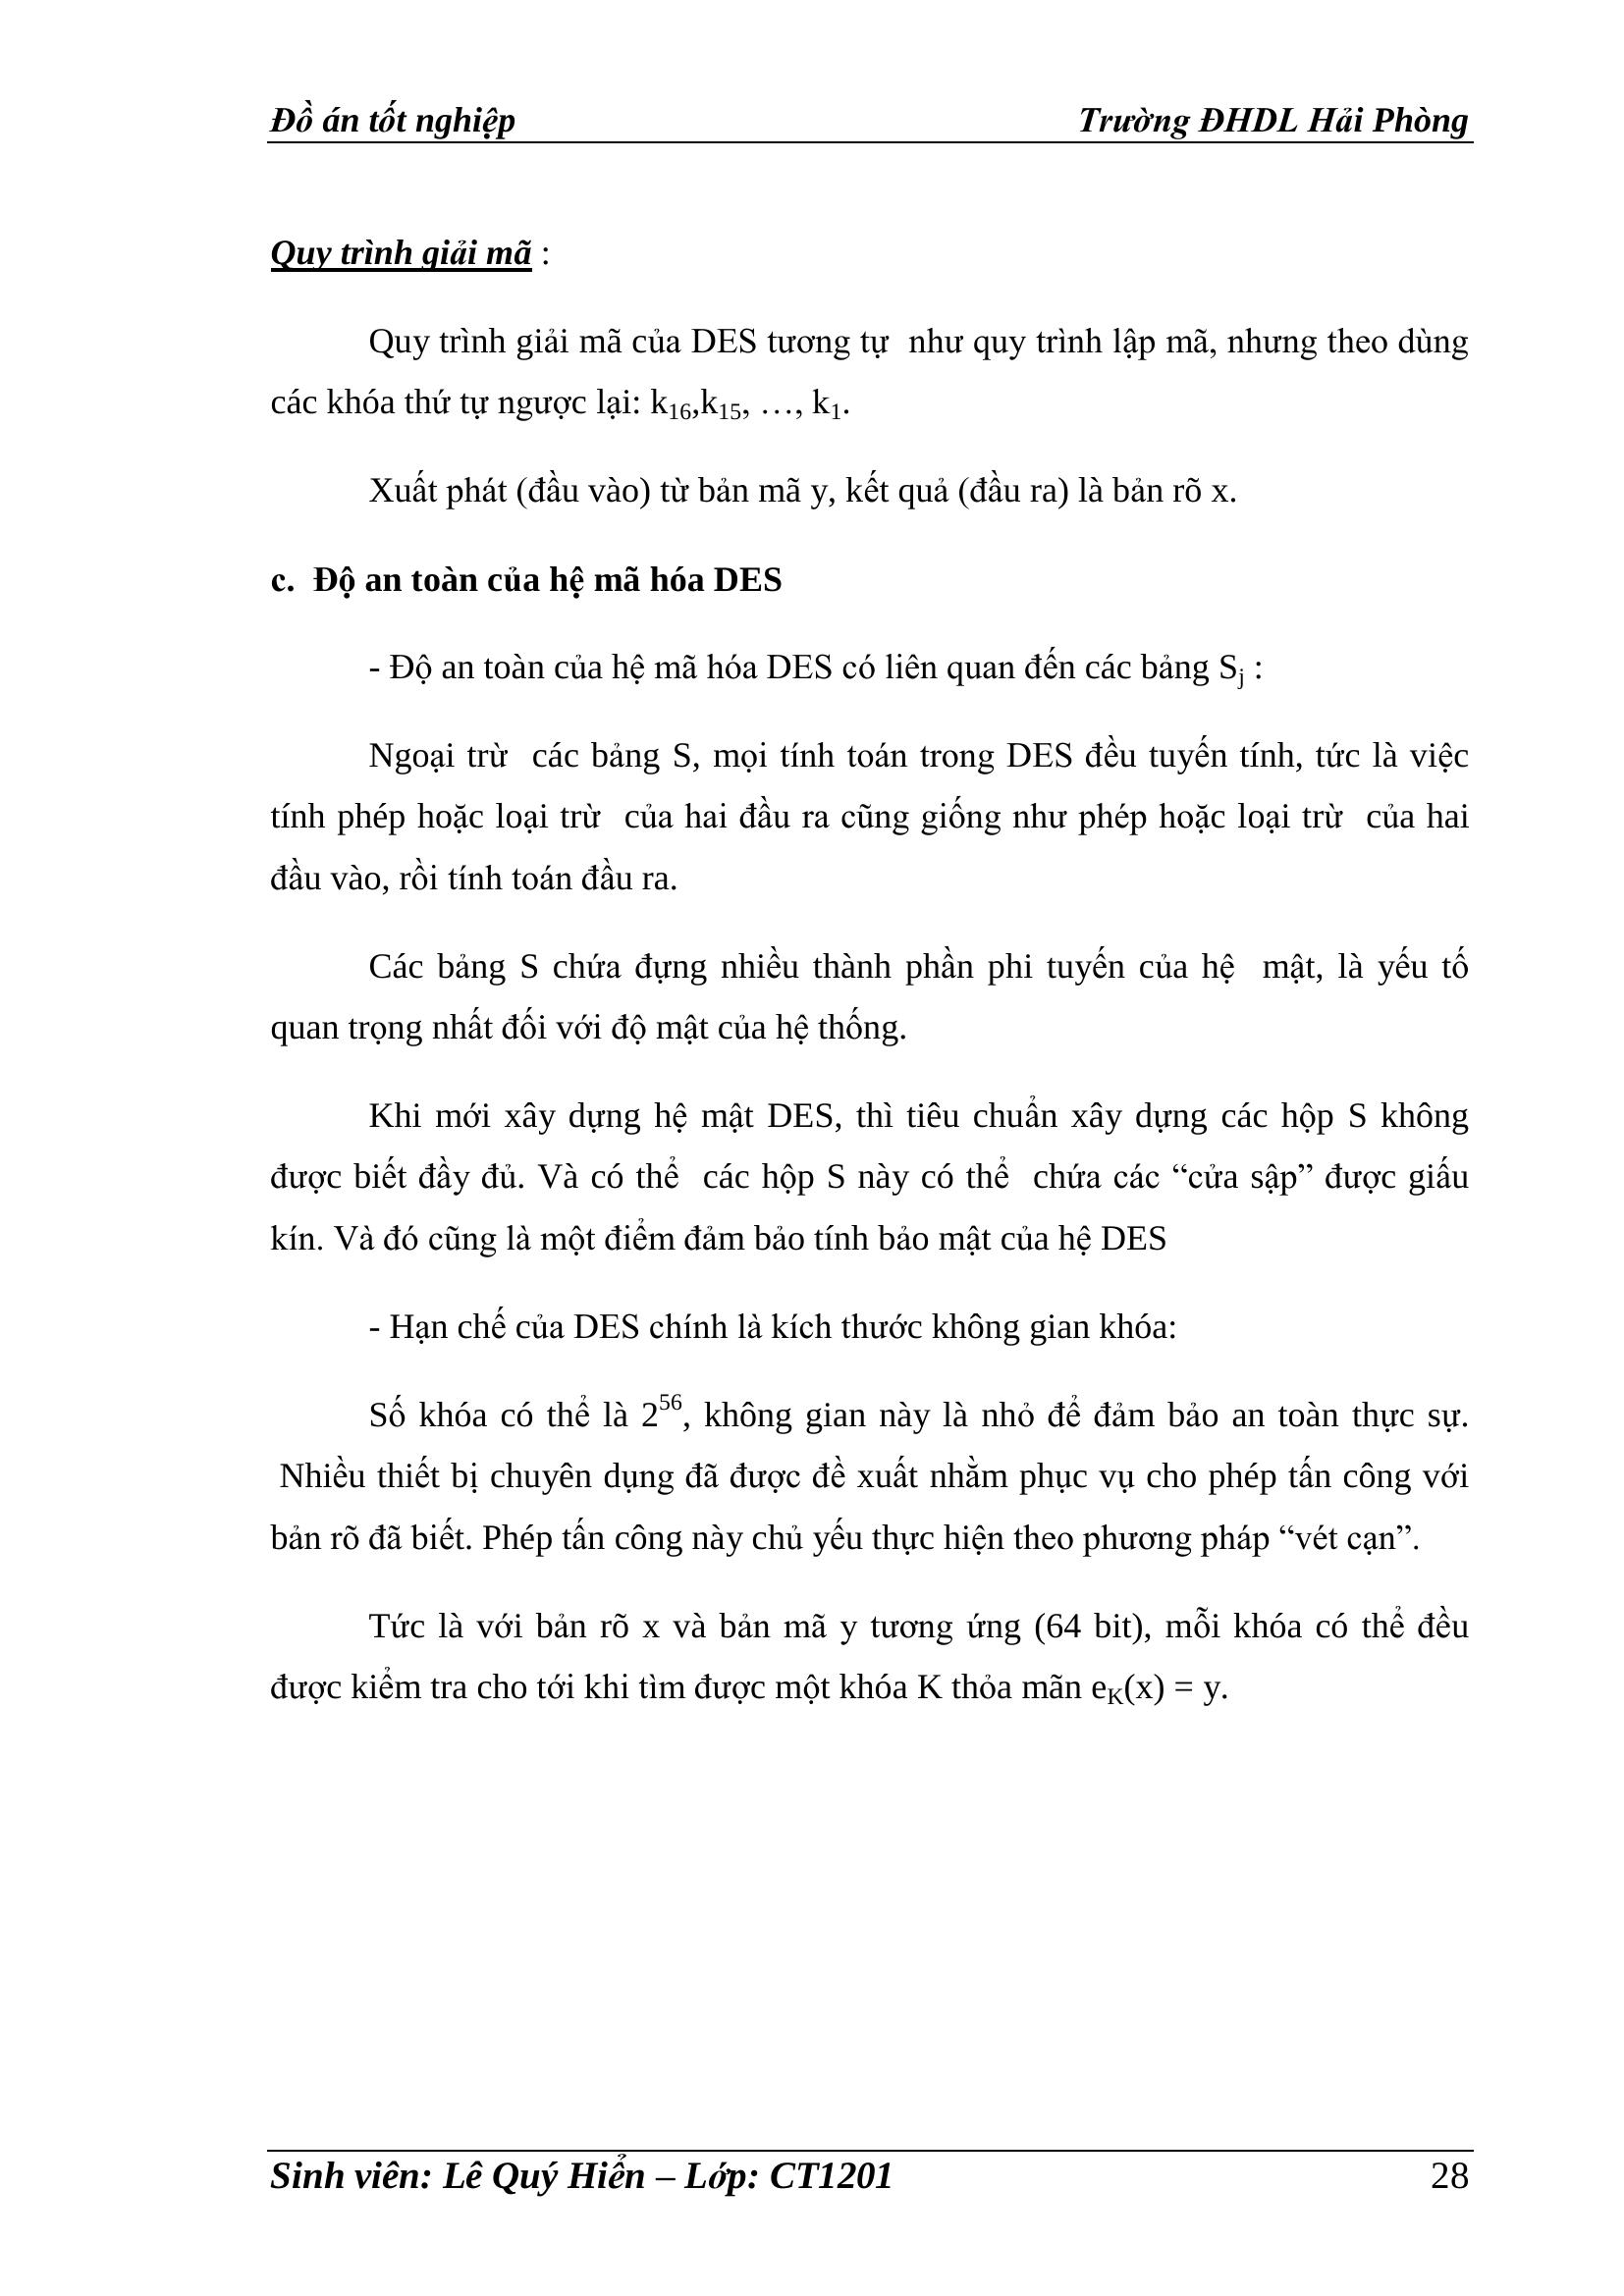 Đồ án tốt nghiệp Trường ĐHDL Hải Phòng
Quy trình giải mã :
Quy trình giải mã của DES tương tự như quy trình lập mã, nhưng theo dùng
các khóa thứ tự ngược lại: k16,k15, …, k1.
Xuất phát (đầu vào) từ bản mã y, kết quả (đầu ra) là bản rõ x.
c. Độ an toàn của hệ mã hóa DES
- Độ an toàn của hệ mã hóa DES có liên quan đến các bảng Sj :
Ngoại trừ các bảng S, mọi tính toán trong DES đều tuyến tính, tức là việc
tính phép hoặc loại trừ của hai đầu ra cũng giống như phép hoặc loại trừ của hai
đầu vào, rồi tính toán đầu ra.
Các bảng S chứa đựng nhiều thành phần phi tuyến của hệ mật, là yếu tố
quan trọng nhất đối với độ mật của hệ thống.
Khi mới xây dựng hệ mật DES, thì tiêu chuẩn xây dựng các hộp S không
được biết đầy đủ. Và có thể các hộp S này có thể chứa các “cửa sập” được giấu
kín. Và đó cũng là một điểm đảm bảo tính bảo mật của hệ DES
- Hạn chế của DES chính là kích thước không gian khóa:
Số khóa có thể là 2^56, không gian này là nhỏ để đảm bảo an toàn thực sự.
Nhiều thiết bị chuyên dụng đã được đề xuất nhằm phục vụ cho phép tấn công với
bản rõ đã biết. Phép tấn công này chủ yếu thực hiện theo phương pháp “vét cạn”.
Tức là với bản rõ x và bản mã y tương ứng (64 bit), mỗi khóa có thể đều
được kiểm tra cho tới khi tìm được một khóa K thỏa mãn eK(x) = y.
Sinh viên: Lê Quý Hiển – Lớp: CT1201 28